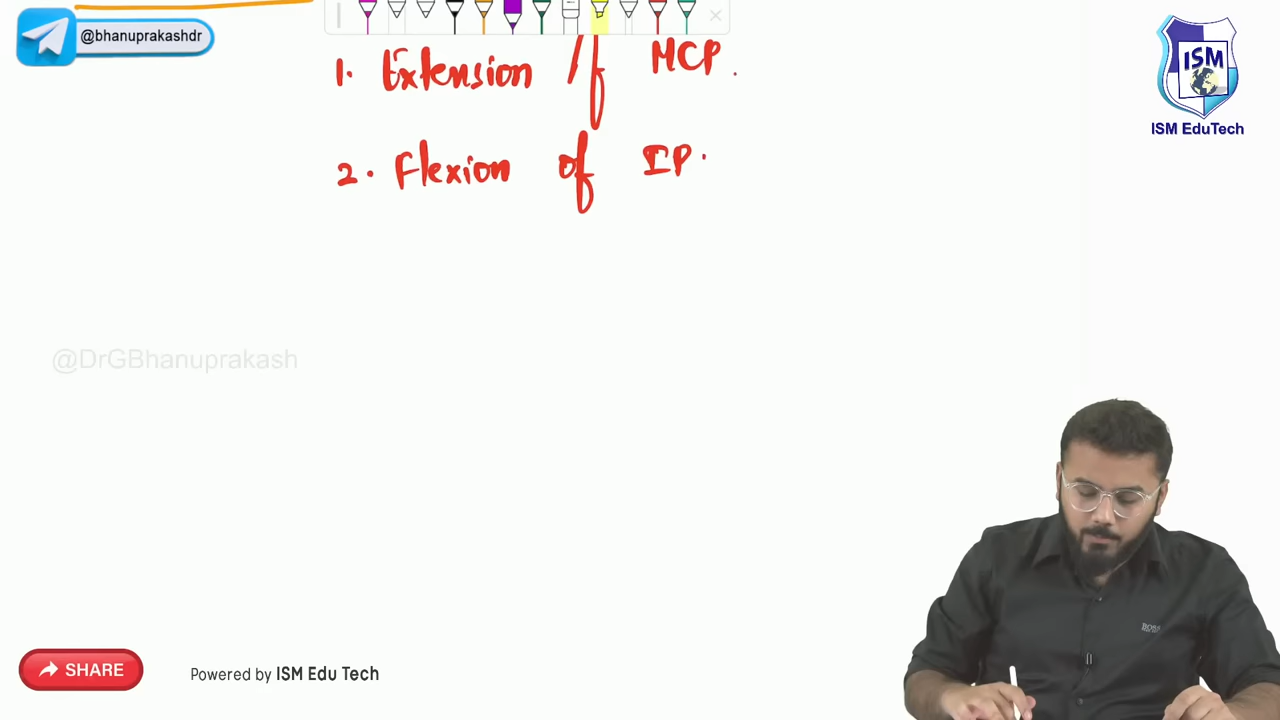 @bhanuprakashdr
1. Extension of MCP.
2. Flexion of IP.
ISM
ISM EduTech
@DrGBhanuprakash
BOSS
SHARE
Powered by ISM Edu Tech